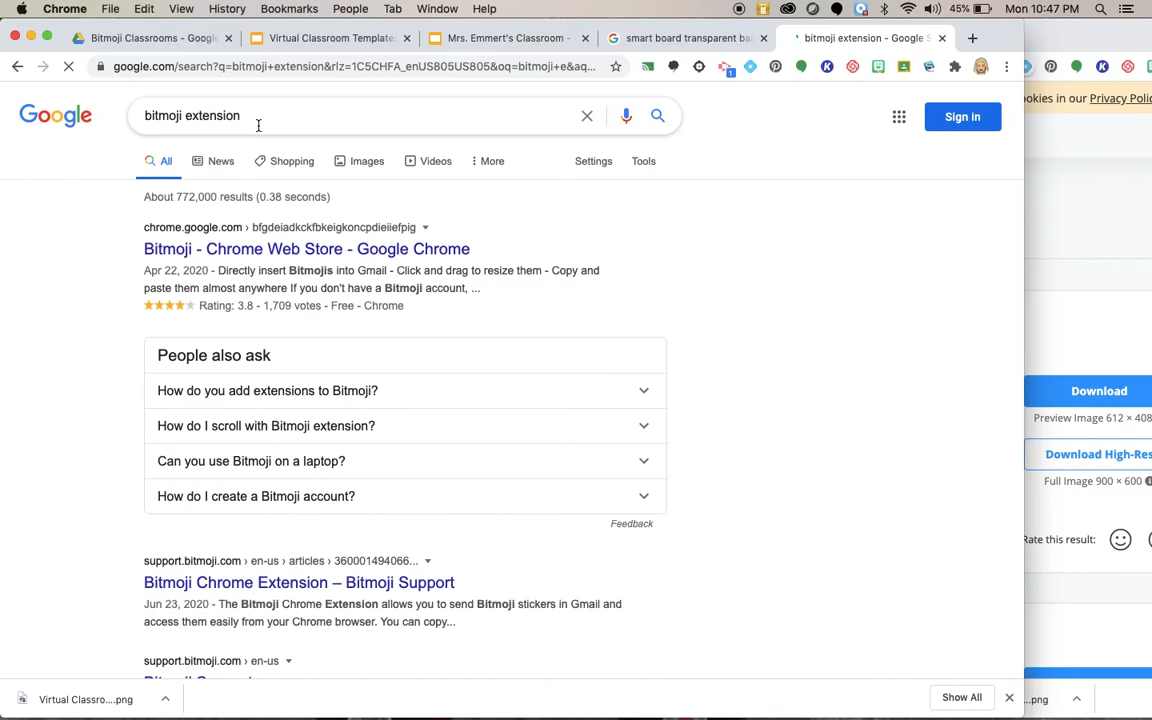 Chrome File Edit View History Bookmarks People Tab Window Help 45% Mon 10:47 PM
Bitmoji Classrooms - Google
Virtual Classroom Template
Mrs. Emmert's Classroom -
smart board transparent ba
bitmoji extension - Google S
google.com/search?q=bitmoji+extension&rlz=1C5CHFA_enUS805US805&oq=bitmoji+e&aq...
1
Google
bitmoji extension
Sign in
ookies in our Privacy Poli
All News Shopping Images Videos More Settings Tools
About 772,000 results (0.38 seconds)
chrome.google.com › bfgdeiadkckfbkeigkoncpdieiiefpig
Bitmoji - Chrome Web Store - Google Chrome
Apr 22, 2020 - Directly insert Bitmojis into Gmail - Click and drag to resize them - Copy and
paste them almost anywhere If you don't have a Bitmoji account, ...
Rating: 3.8 - 1,709 votes - Free - Chrome
People also ask
How do you add extensions to Bitmoji?
How do I scroll with Bitmoji extension?
Can you use Bitmoji on a laptop?
How do I create a Bitmoji account?
Feedback
Download
Preview Image 612 × 408
Download High-Res
Full Image 900 × 600
Rate this result:
support.bitmoji.com › en-us › articles › 360001494066...
Bitmoji Chrome Extension – Bitmoji Support
Jun 23, 2020 - The Bitmoji Chrome Extension allows you to send Bitmoji stickers in Gmail and
access them easily from your Chrome browser. You can copy...
support.bitmoji.com › en-us
Virtual Classro....png
Show All
...png